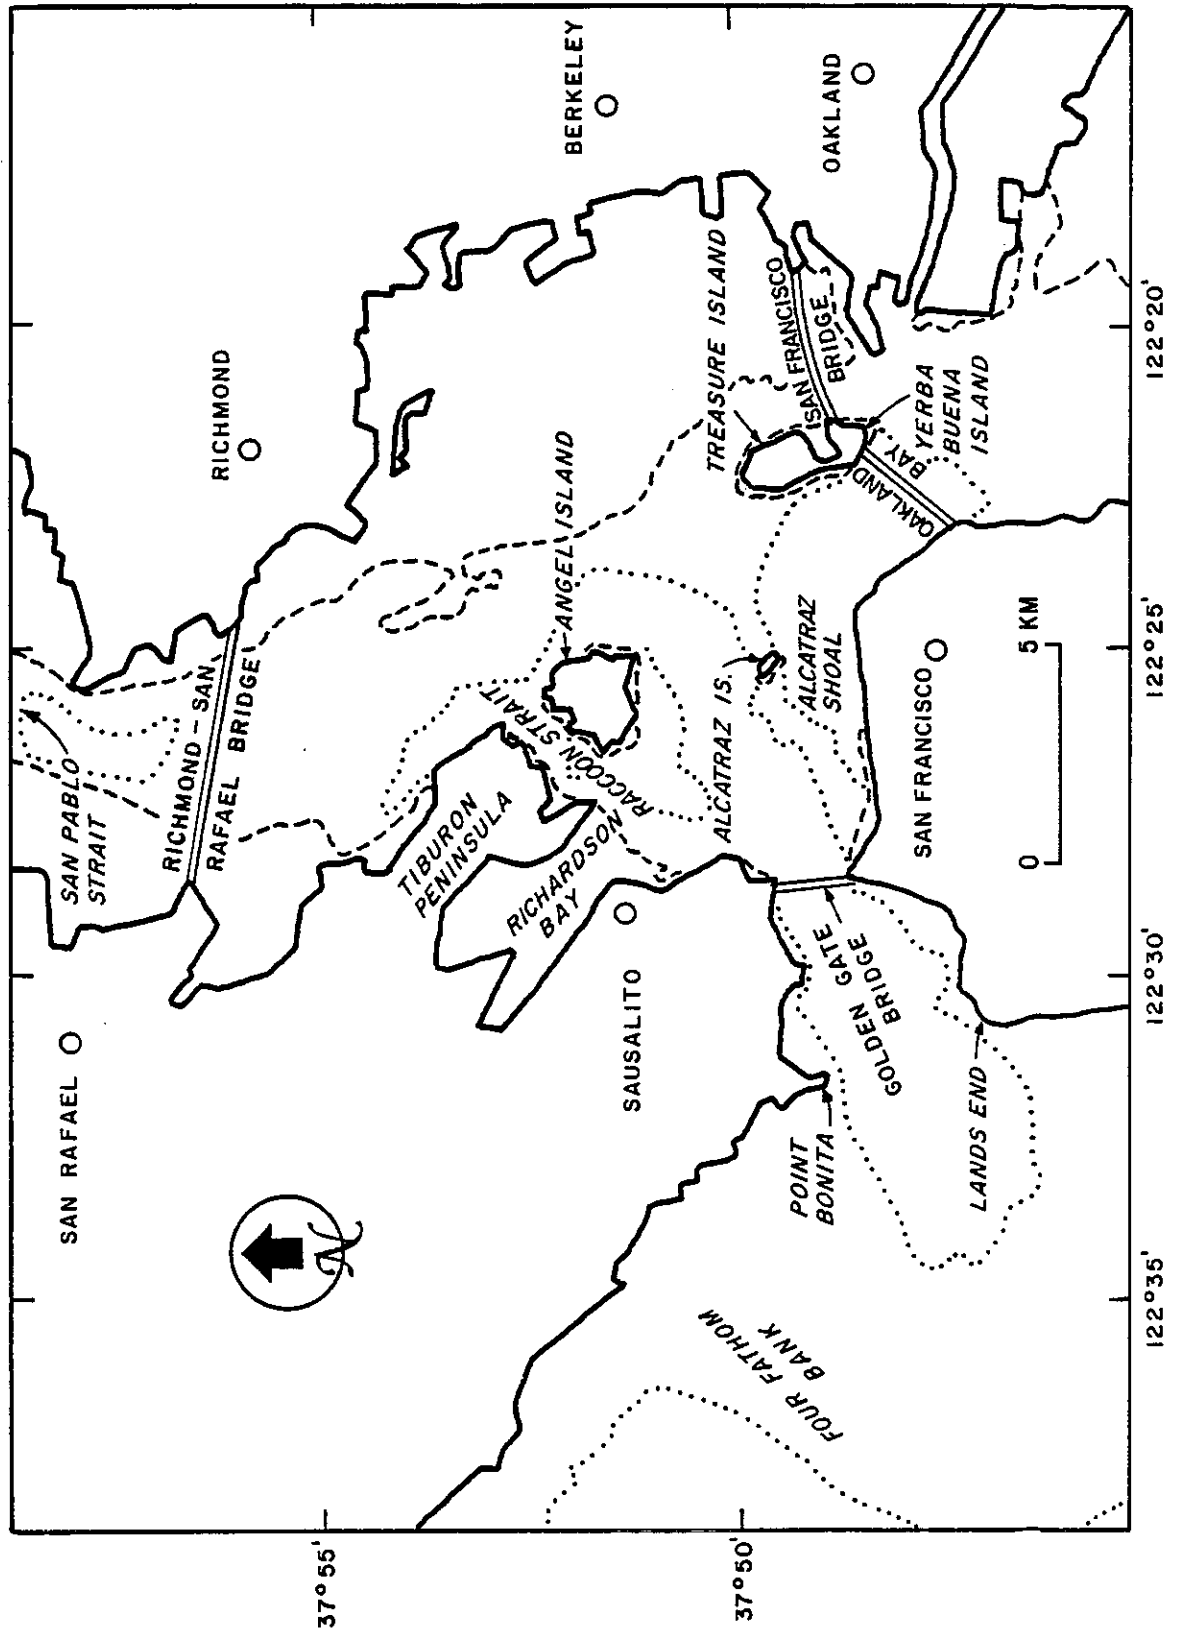 SAN RAFAEL
SAN PABLO
STRAIT
RICHMOND – SAN
RAFAEL BRIDGE
RICHMOND
N
37°55'
TIBURON
PENINSULA
RICHARDSON
BAY
RACCOON STRAIT
ANGEL ISLAND
BERKELEY
SAUSALITO
TREASURE ISLAND
ALCATRAZ IS.
37°50'
POINT
BONITA
GOLDEN GATE
BRIDGE
ALCATRAZ
SHOAL
SAN FRANCISCO
OAKLAND BAY
BRIDGE
OAKLAND
YERBA
BUENA
ISLAND
FOUR FATHOM
BANK
LANDS END
SAN FRANCISCO
0 5 KM
122°35'
122°30'
122°25'
122°20'